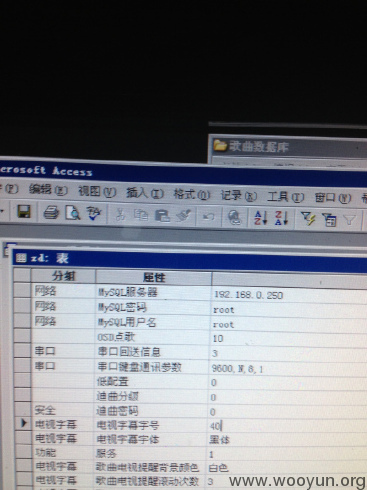 歌曲数据库
crosoft Access
编辑(E) 视图(V) 插入(I) 格式(O) 记录(R) 工具(T) 窗口(W)
zd: 表
分组 属性
网络 MySQL服务器 192.168.0.250
网络 MySQL密码 root
网络 MySQL用户名 root
OSD点歌 10
串口 串口回送信息 3
串口 串口键盘通讯参数 9600,N,8,1
低配置 0
迪曲分级 0
安全 迪曲密码 0
电视字幕 电视字幕字号 40
电视字幕 电视字幕字体 黑体
功能 服务 1
电视字幕 歌曲电视提醒背景颜色 白色
电视字幕 歌曲电视提醒滚动次数 3
www.wooyun.org